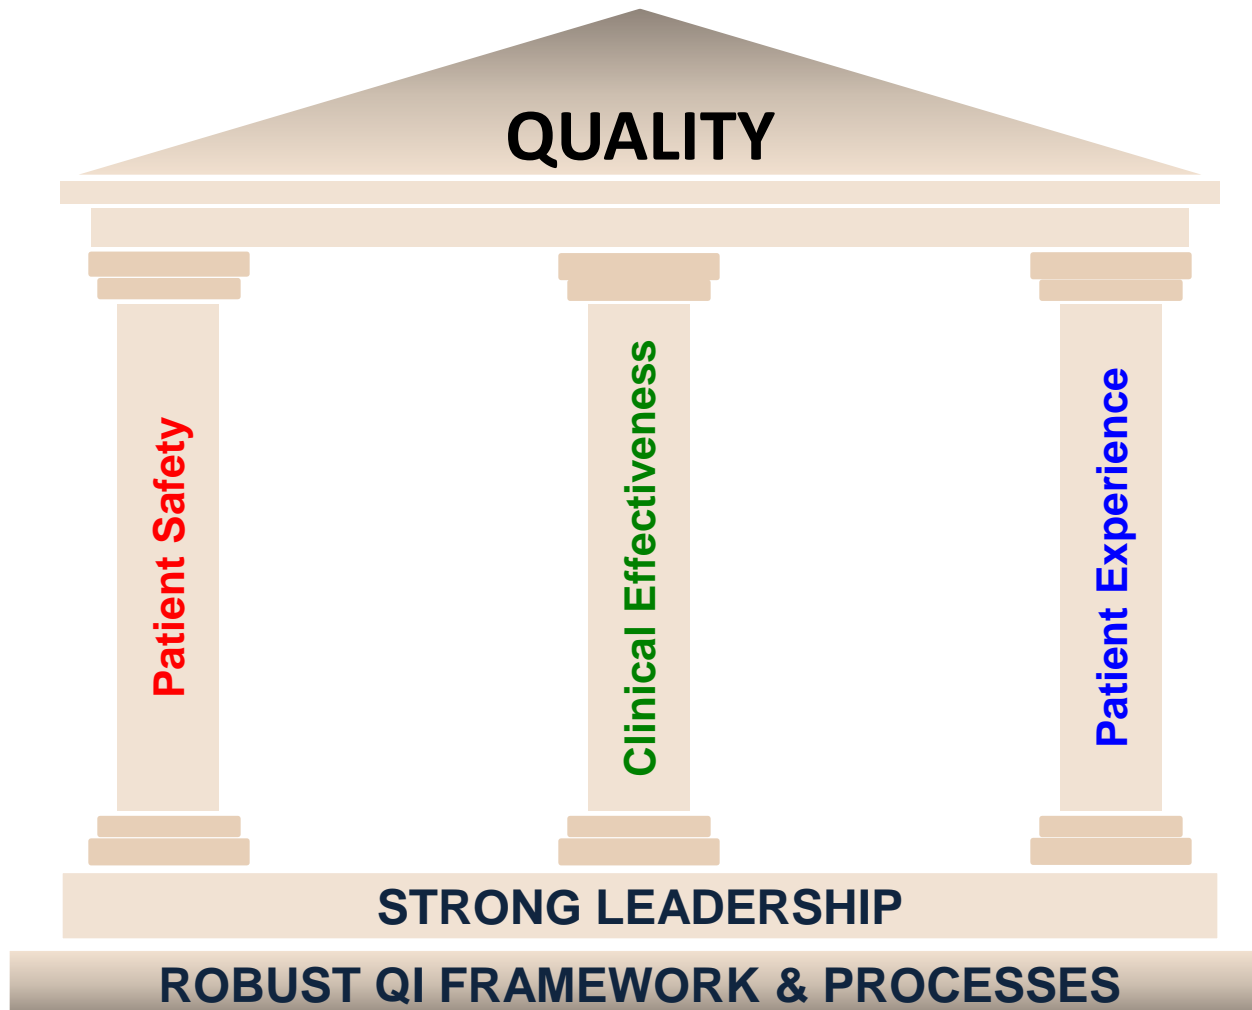 QUALITY
Patient Safety
Clinical Effectiveness
Patient Experience
STRONG LEADERSHIP
ROBUST QI FRAMEWORK & PROCESSES